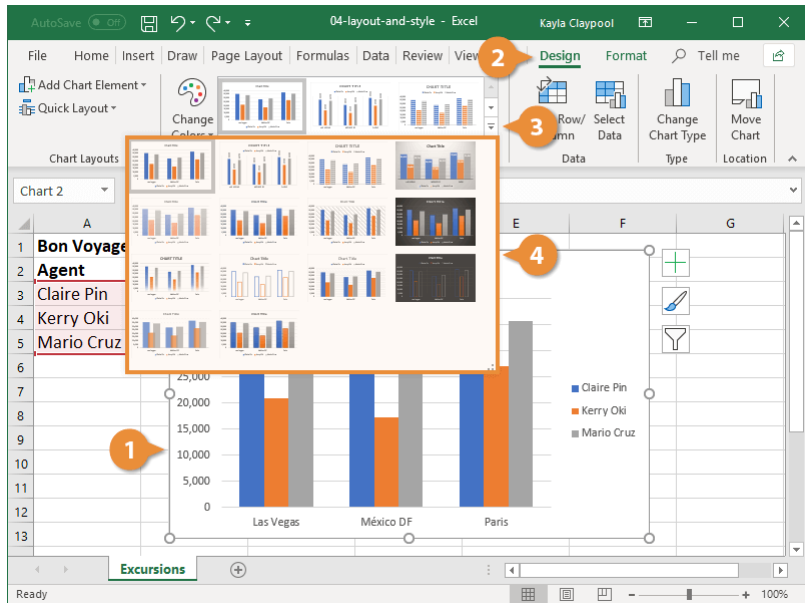 AutoSave Off 04-layout-and-style - Excel Kayla Claypool
File Home Insert Draw Page Layout Formulas Data Review View 2 Design Format Tell me
Add Chart Element
Quick Layout
Change
Row/ Select Change Move
Data Chart Type Chart
3
Chart Layouts Data Type Location
Chart 2
4
A E F G
1 Bon Voyage
2 Agent
3 Claire Pin
4 Kerry Oki
5 Mario Cruz
6
7
8
9
10
11
12
13
25,000
20,000
15,000
10,000
5,000
0
1
Las Vegas México DF Paris
Claire Pin
Kerry Oki
Mario Cruz
Excursions
Ready 100%